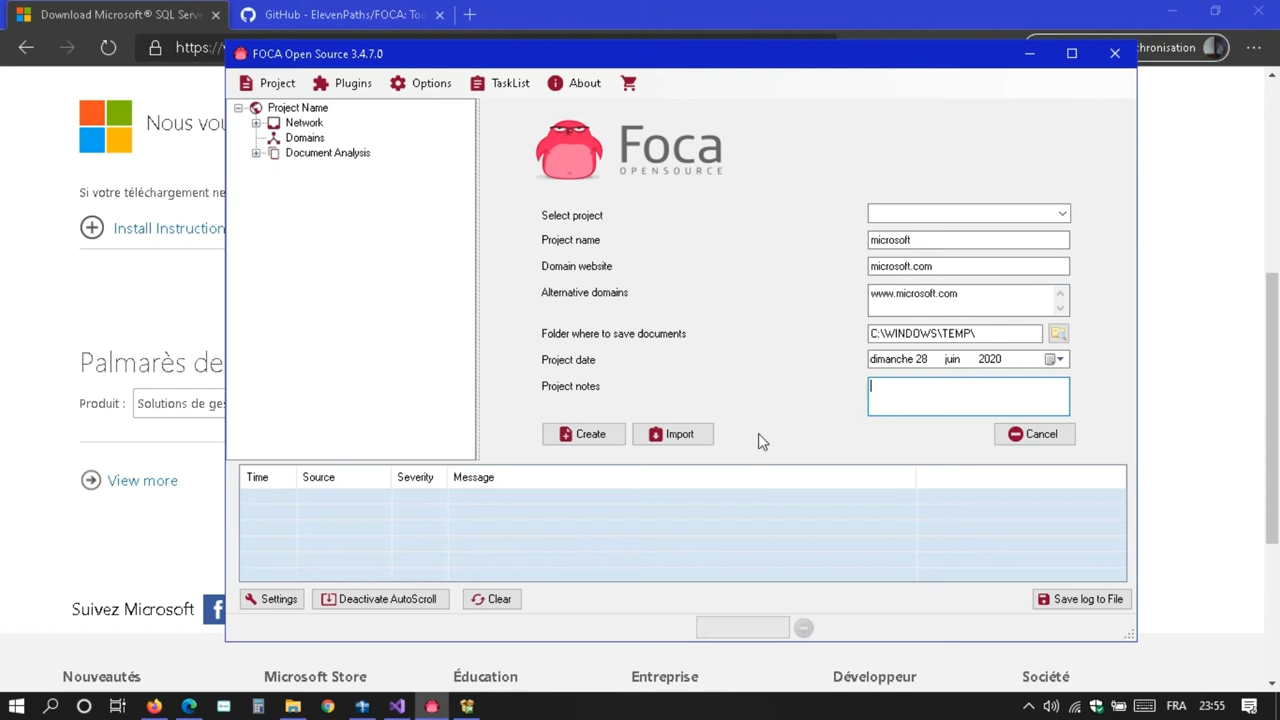 Download Microsoft® SQL Serve
GitHub - ElevenPaths/FOCA: Too
https://w
chronisation
FOCA Open Source 3.4.7.0
Project
Plugins
Options
TaskList
About
Project Name
Network
Domains
Document Analysis
Foca
OPENSOURCE
Select project
Project name
microsoft
Domain website
microsoft.com
Alternative domains
www.microsoft.com
Folder where to save documents
C:\WINDOWS\TEMP\
Project date
dimanche 28 juin 2020
Project notes
Create
Import
Cancel
Time
Source
Severity
Message
Settings
Deactivate AutoScroll
Clear
Save log to File
Nous vou
Si votre téléchargement ne
Install Instruction
Palmarès de
Produit :
Solutions de ge
View more
Suivez Microsoft
Nouveautés
Microsoft Store
Éducation
Entreprise
Développeur
Société
FRA
23:55